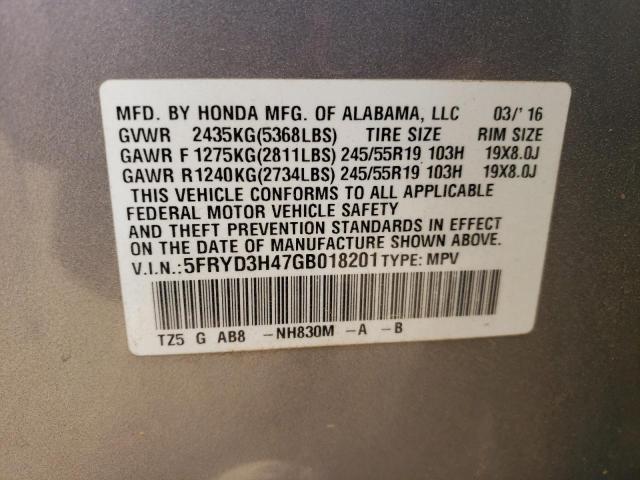 MFD. BY HONDA MFG. OF ALABAMA, LLC 03/'16
GVWR 2435KG(5368LBS) TIRE SIZE RIM SIZE
GAWR F 1275KG(2811LBS) 245/55R19 103H 19X8.0J
GAWR R 1240KG(2734LBS) 245/55R19 103H 19X8.0J
THIS VEHICLE CONFORMS TO ALL APPLICABLE
FEDERAL MOTOR VEHICLE SAFETY
AND THEFT PREVENTION STANDARDS IN EFFECT
ON THE DATE OF MANUFACTURE SHOWN ABOVE.
V.I.N.:5FRYD3H47GB018201 TYPE: MPV
TZ5 G AB8 -NH830M -A -B